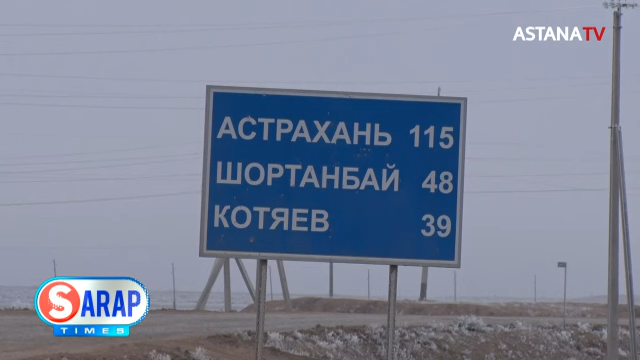 ASTANATV
АСТРАХАНЬ 115
ШОРТАНБАЙ 48
КОТЯЕВ 39
SARAP
TIMES